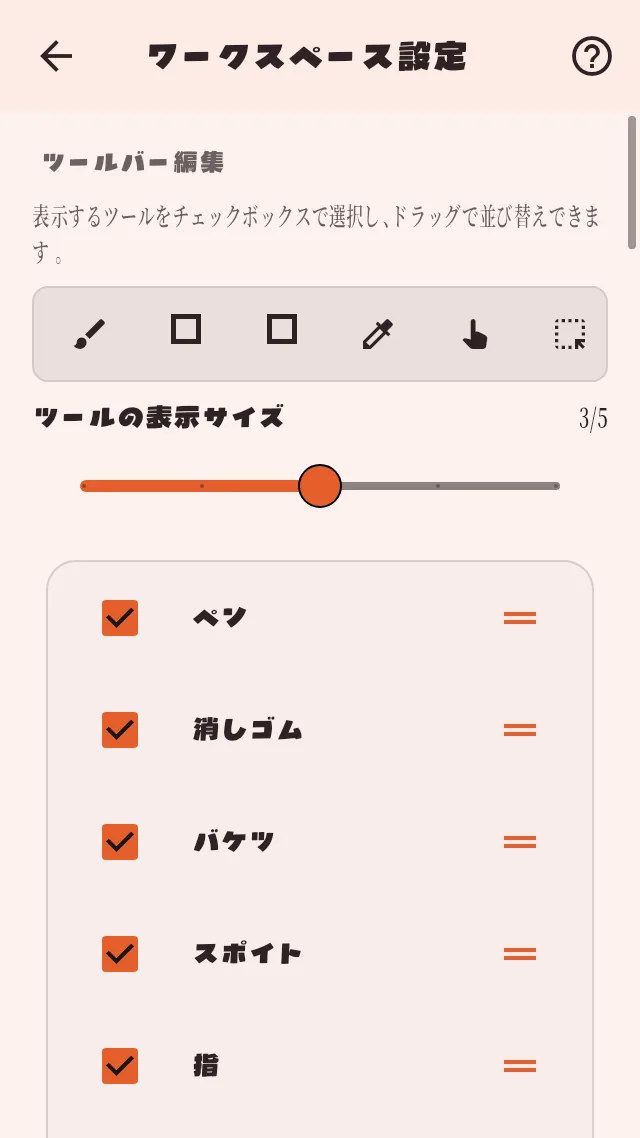 ワークスペース設定
ツールバー編集
表示するツールをチェックボックスで選択し、ドラッグで並び替えできま
す。
ツールの表示サイズ 3/5
ペン
消しゴム
バケツ
スポイト
指